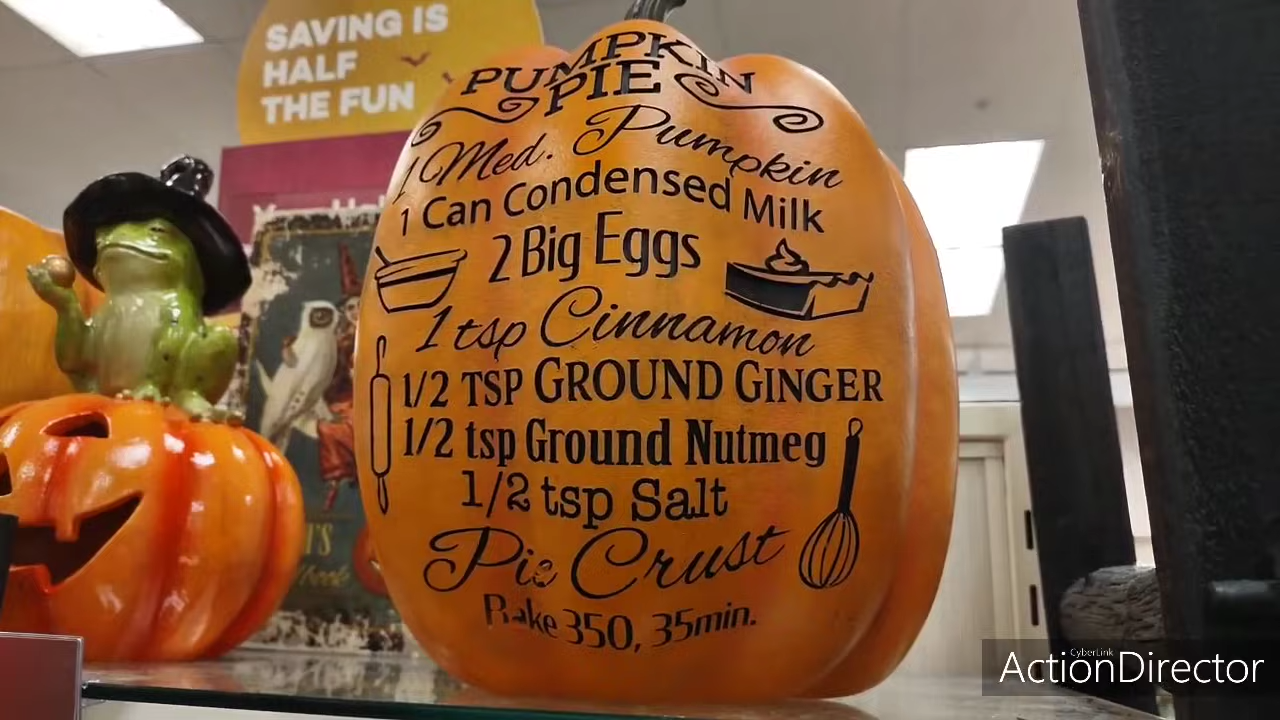 SAVING IS
HALF
THE FUN
PUMPKIN
PIE
1 Med. Pumpkin
1 Can Condensed Milk
2 Big Eggs
1 tsp Cinnamon
1/2 TSP GROUND GINGER
1/2 tsp Ground Nutmeg
1/2 tsp Salt
Pie Crust
Bake 350, 35min.
CyberLink
ActionDirector